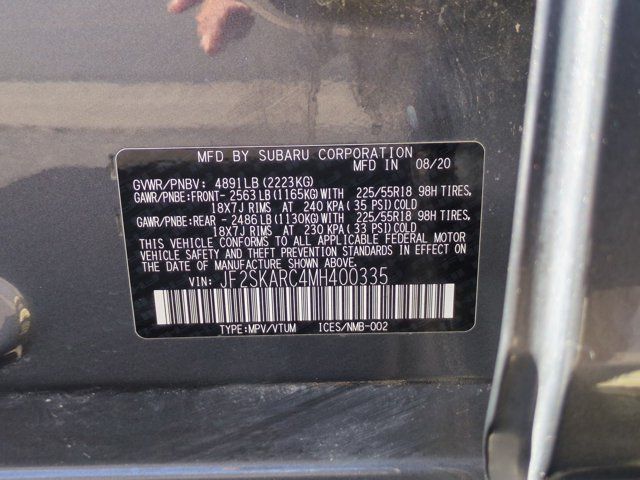 MFD BY SUBARU CORPORATION
MFD IN 08/20
GVWR/PNBV: 4891LB(2223KG)
GAWR/PNBE:FRONT-2563LB(1165KG)WITH 225/55R18 98H TIRES,
18X7J RIMS AT 240 KPA(35 PSI)COLD
GAWR/PNBE:REAR -2486LB(1130KG)WITH 225/55R18 98H TIRES,
18X7J RIMS AT 230 KPA(33 PSI)COLD
THIS VEHICLE CONFORMS TO ALL APPLICABLE FEDERAL MOTOR
VEHICLE SAFETY AND THEFT PREVENTION STANDARDS IN EFFECT ON
THE DATE OF MANUFACTURE SHOWN ABOVE.
VIN: JF2SKARC4MH400335
TYPE:MPV/VTUM ICES/NMB-002